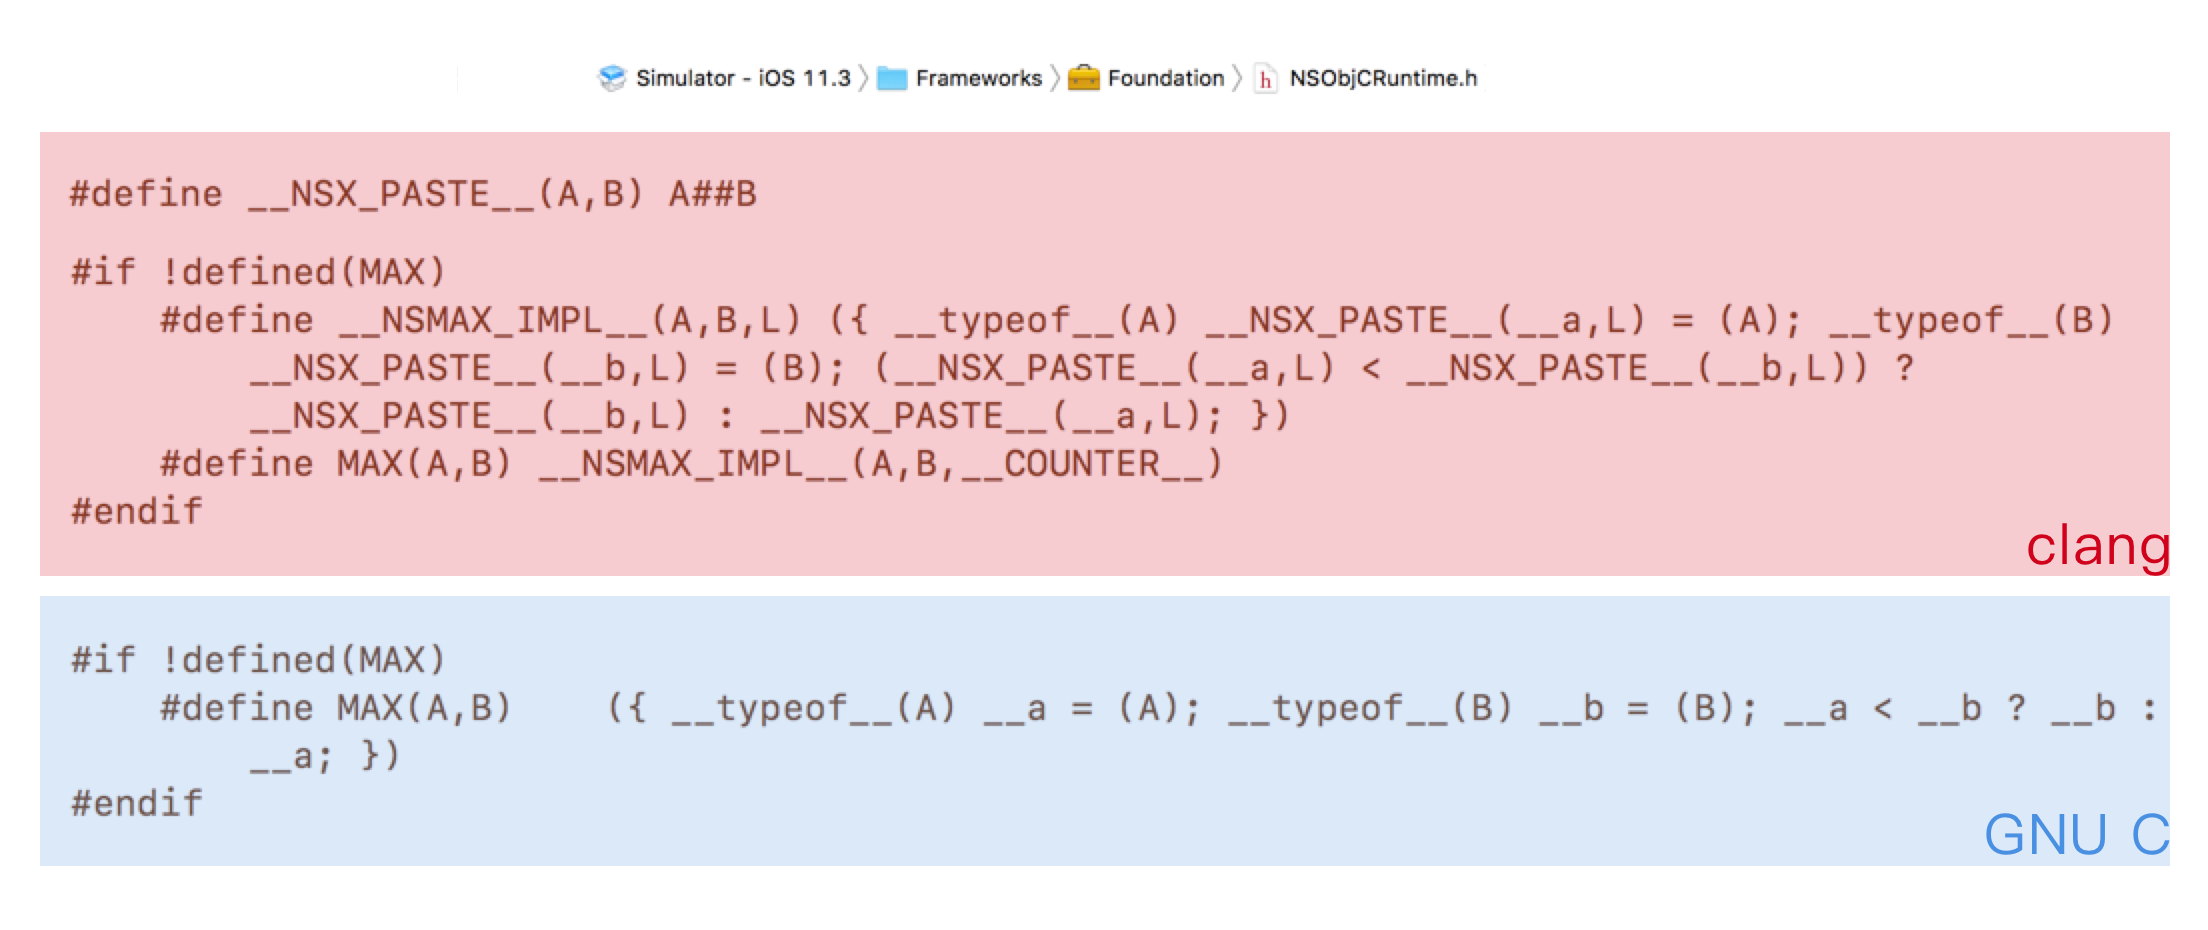 Simulator - iOS 11.3 〉 Frameworks 〉 Foundation 〉 h NSObjCRuntime.h
#define __NSX_PASTE__(A,B) A##B
#if !defined(MAX)
#define __NSMAX_IMPL__(A,B,L) ({ __typeof__(A) __NSX_PASTE__(__a,L) = (A); __typeof__(B)
__NSX_PASTE__(__b,L) = (B); (__NSX_PASTE__(__a,L) < __NSX_PASTE__(__b,L)) ?
__NSX_PASTE__(__b,L) : __NSX_PASTE__(__a,L); })
#define MAX(A,B) __NSMAX_IMPL__(A,B,__COUNTER__)
#endif
clang
#if !defined(MAX)
#define MAX(A,B) ({ __typeof__(A) __a = (A); __typeof__(B) __b = (B); __a < __b ? __b :
__a; })
#endif
GNU C